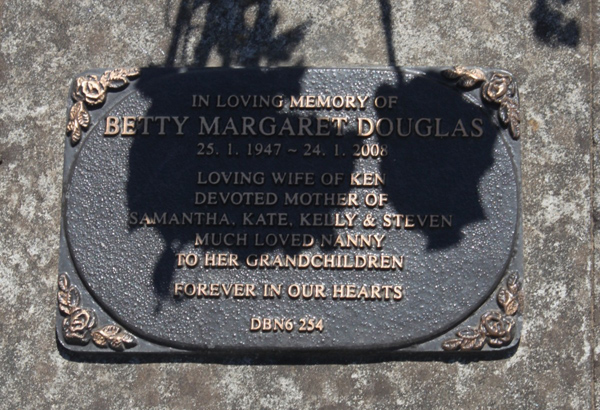 IN LOVING MEMORY OF
BETTY MARGARET DOUGLAS
25. 1. 1947 ~ 24. 1. 2008
LOVING WIFE OF KEN
DEVOTED MOTHER OF
SAMANTHA, KATE, KELLY & STEVEN
MUCH LOVED NANNY
TO HER GRANDCHILDREN
FOREVER IN OUR HEARTS
DBN6 254